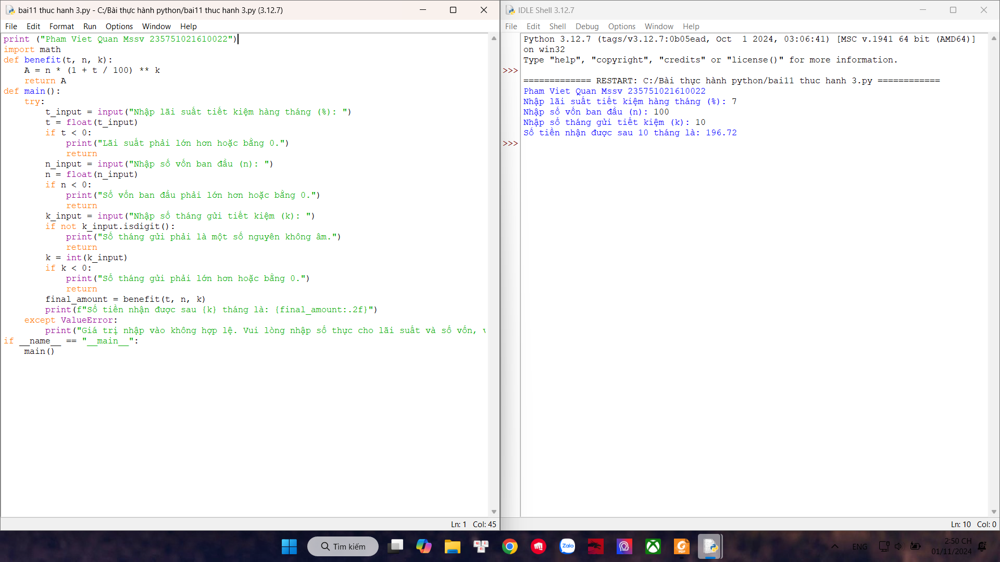 bai11 thuc hanh 3.py - C:/Bài thực hành python/bai11 thuc hanh 3.py (3.12.7)
File Edit Format Run Options Window Help
print ("Pham Viet Quan Mssv 235751021610022")
import math
def benefit(t, n, k):
    A = n * (1 + t / 100) ** k
    return A
def main():
    try:
        t_input = input("Nhập lãi suất tiết kiệm hàng tháng (%): ")
        t = float(t_input)
        if t < 0:
            print("Lãi suất phải lớn hơn hoặc bằng 0.")
            return
        n_input = input("Nhập số vốn ban đầu (n): ")
        n = float(n_input)
        if n < 0:
            print("Số vốn ban đầu phải lớn hơn hoặc bằng 0.")
            return
        k_input = input("Nhập số tháng gửi tiết kiệm (k): ")
        if not k_input.isdigit():
            print("Số tháng gửi phải là một số nguyên không âm.")
            return
        k = int(k_input)
        if k < 0:
            print("Số tháng gửi phải lớn hơn hoặc bằng 0.")
            return
        final_amount = benefit(t, n, k)
        print(f"Số tiền nhận được sau {k} tháng là: {final_amount:.2f}")
    except ValueError:
        print("Giá trị nhập vào không hợp lệ. Vui lòng nhập số thực cho lãi suất và số vốn,
if __name__ == "__main__":
    main()
Ln: 1 Col: 45
IDLE Shell 3.12.7
File Edit Shell Debug Options Window Help
Python 3.12.7 (tags/v3.12.7:0b05ead, Oct  1 2024, 03:06:41) [MSC v.1941 64 bit (AMD64)]
on win32
Type "help", "copyright", "credits" or "license()" for more information.
>>>
============= RESTART: C:/Bài thực hành python/bai11 thuc hanh 3.py ============
Pham Viet Quan Mssv 235751021610022
Nhập lãi suất tiết kiệm hàng tháng (%): 7
Nhập số vốn ban đầu (n): 100
Nhập số tháng gửi tiết kiệm (k): 10
Số tiền nhận được sau 10 tháng là: 196.72
>>>
Ln: 10 Col: 0
Tìm kiếm
Zalo
PDF
ENG
2:50 CH
01/11/2024